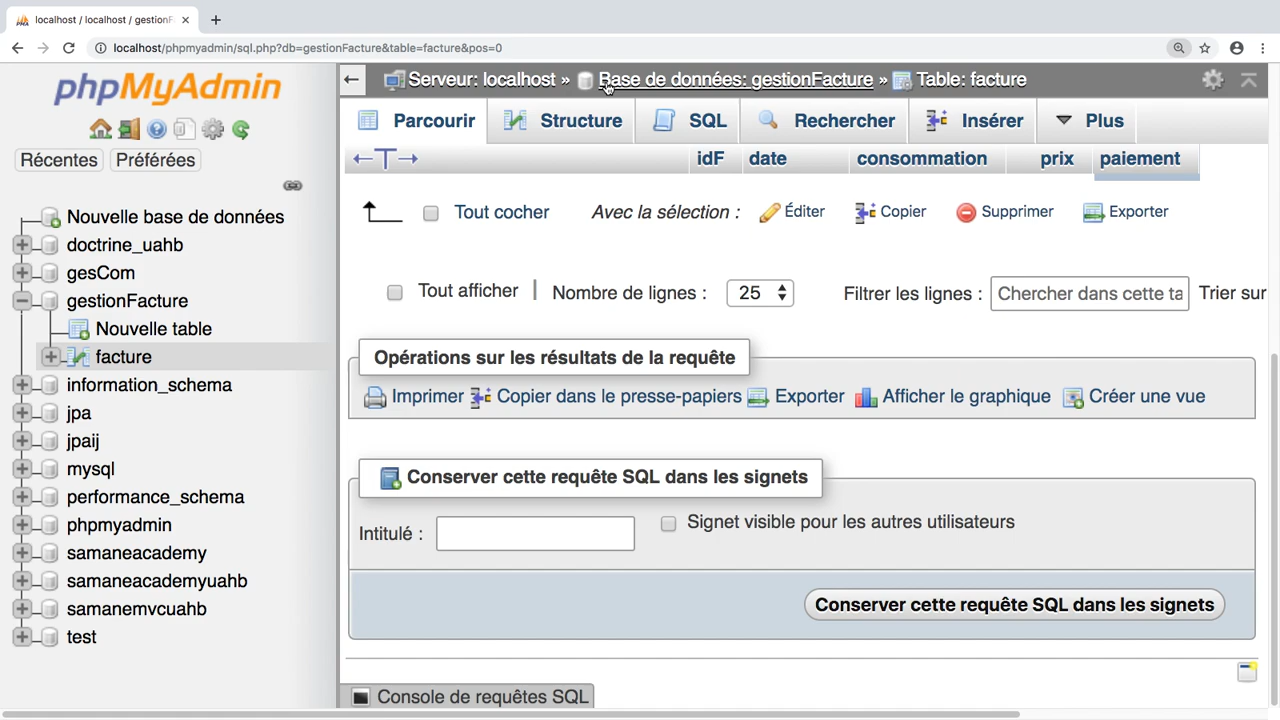 localhost / localhost / gestionF
localhost/phpmyadmin/sql.php?db=gestionFacture&table=facture&pos=0
phpMyAdmin
Récentes Préférées
Nouvelle base de données
doctrine_uahb
gesCom
gestionFacture
Nouvelle table
facture
information_schema
jpa
jpaij
mysql
performance_schema
phpmyadmin
samaneacademy
samaneacademyuahb
samanemvcuahb
test
Serveur: localhost » Base de données: gestionFacture » Table: facture
Parcourir Structure SQL Rechercher Insérer Plus
idF date consommation prix paiement
Tout cocher Avec la sélection : Éditer Copier Supprimer Exporter
Tout afficher Nombre de lignes : 25 Filtrer les lignes : Chercher dans cette ta Trier sur
Opérations sur les résultats de la requête
Imprimer Copier dans le presse-papiers Exporter Afficher le graphique Créer une vue
Conserver cette requête SQL dans les signets
Intitulé : Signet visible pour les autres utilisateurs
Conserver cette requête SQL dans les signets
Console de requêtes SQL